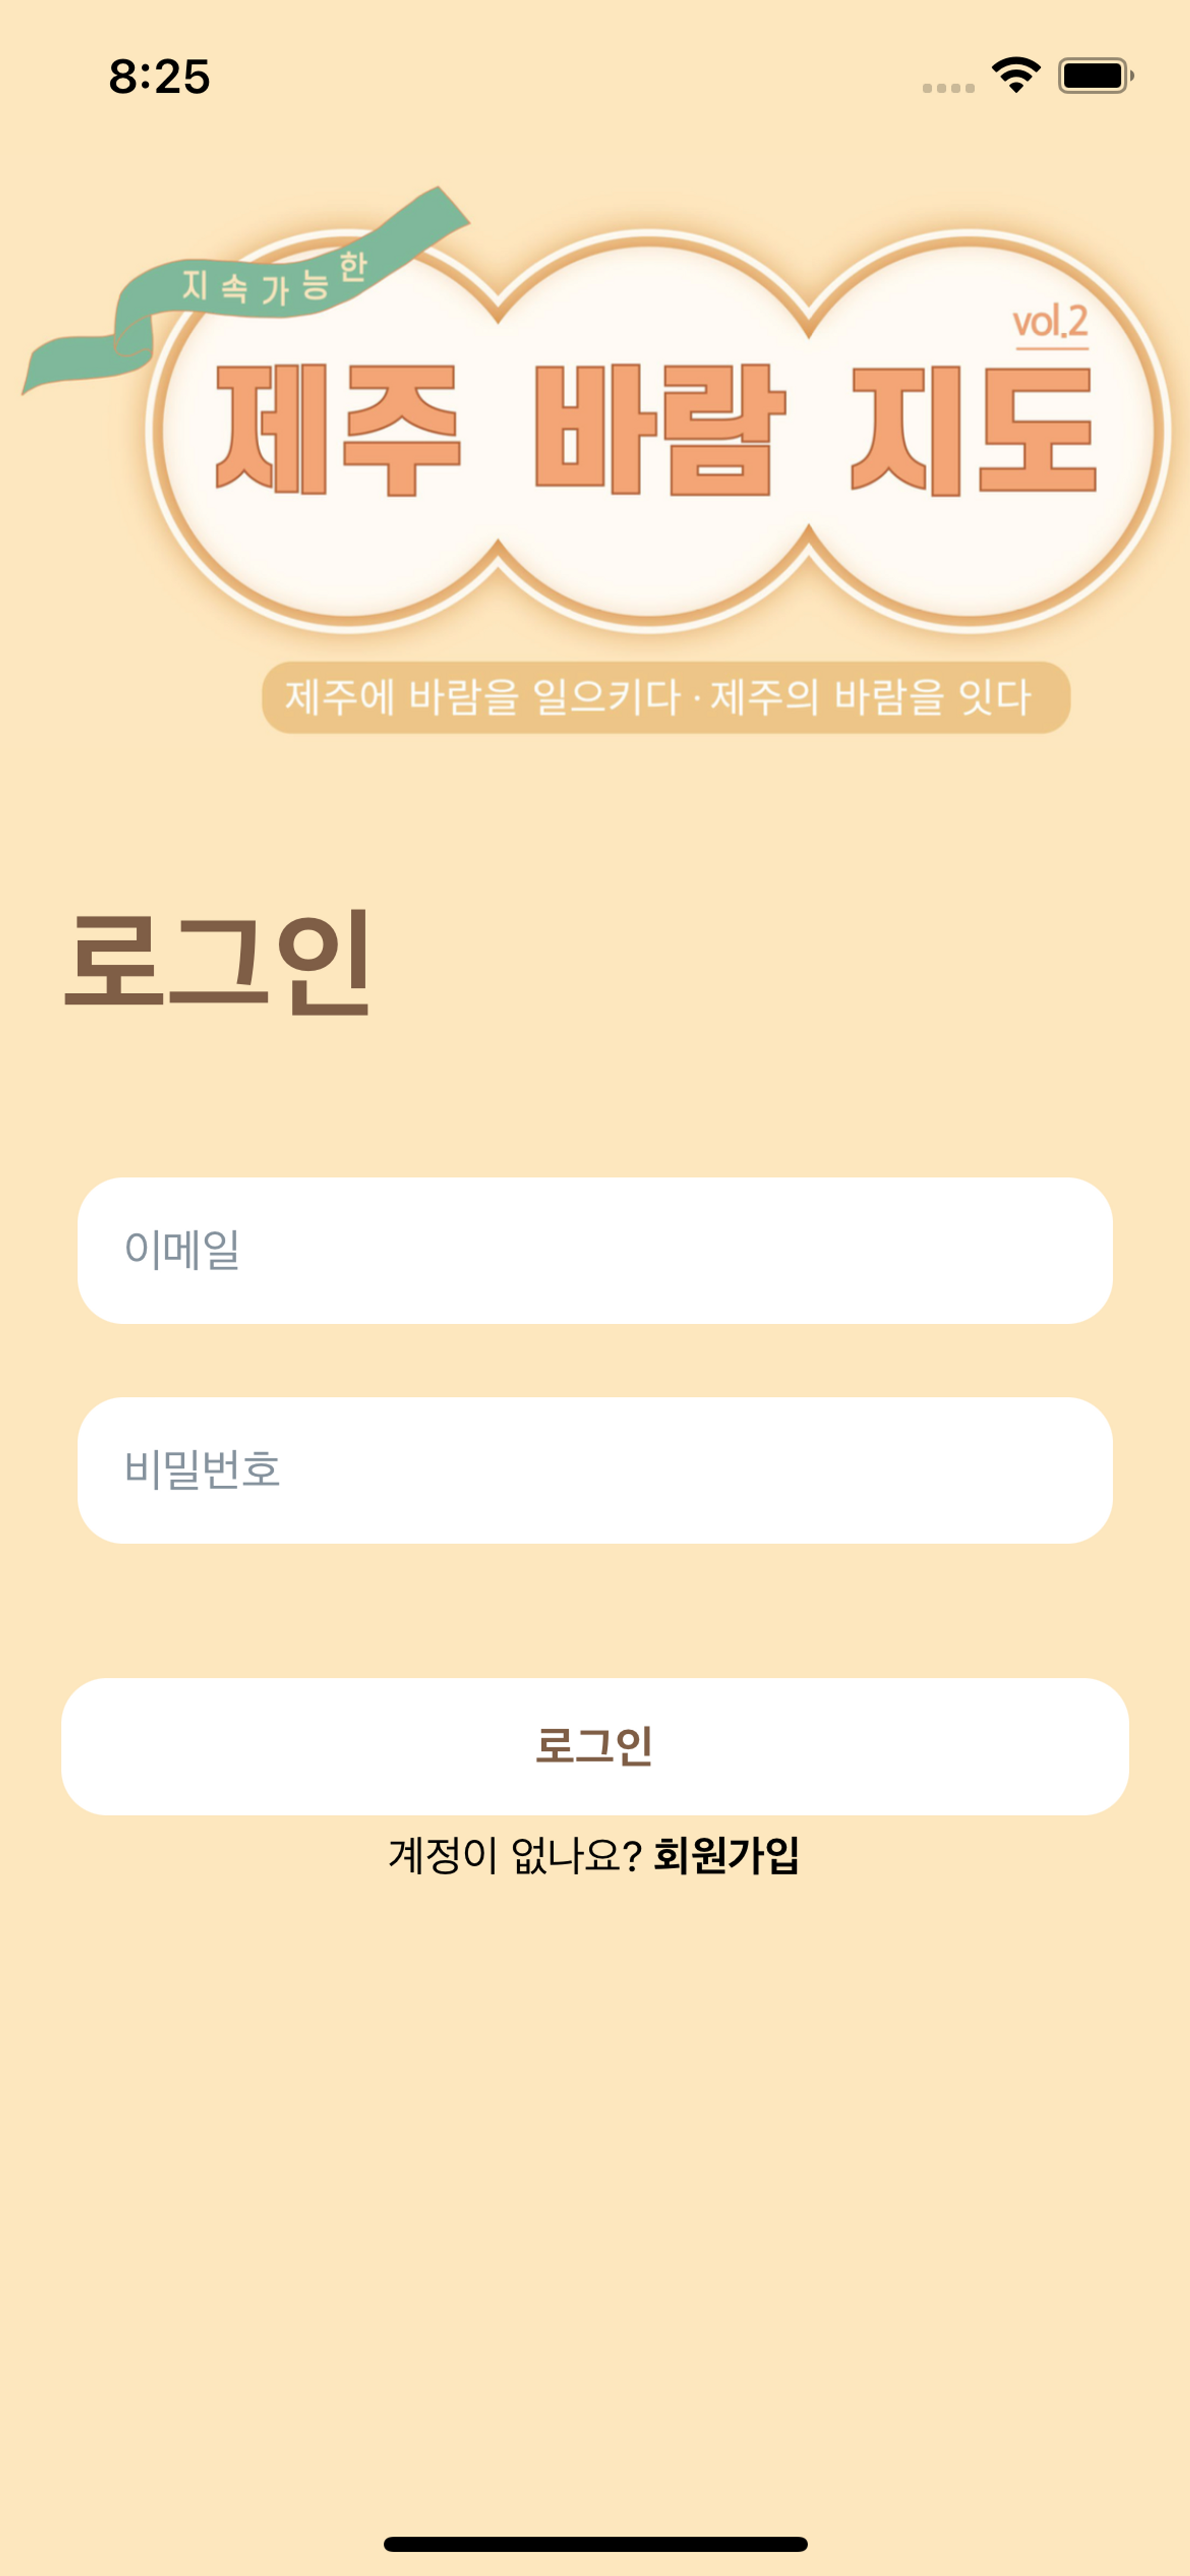 8:25
지속가능한
vol.2
제주 바람 지도
제주에 바람을 일으키다 · 제주의 바람을 잇다
로그인
이메일
비밀번호
로그인
계정이 없나요? 회원가입